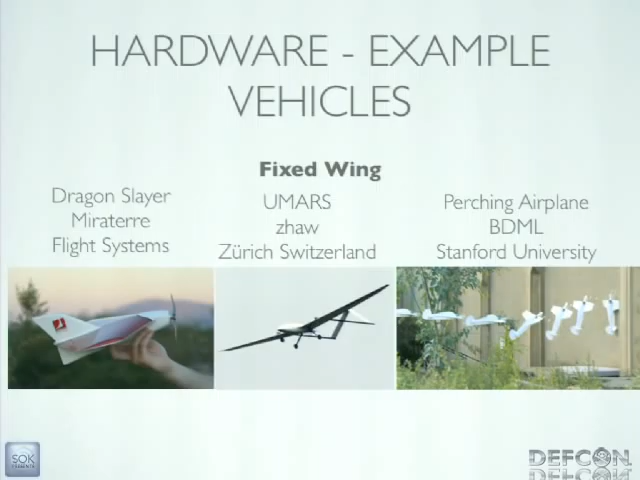 HARDWARE - EXAMPLE
VEHICLES
Fixed Wing
Dragon Slayer
Miraterre
Flight Systems
UMARS
zhaw
Zürich Switzerland
Perching Airplane
BDML
Stanford University
SOK
DEFCON